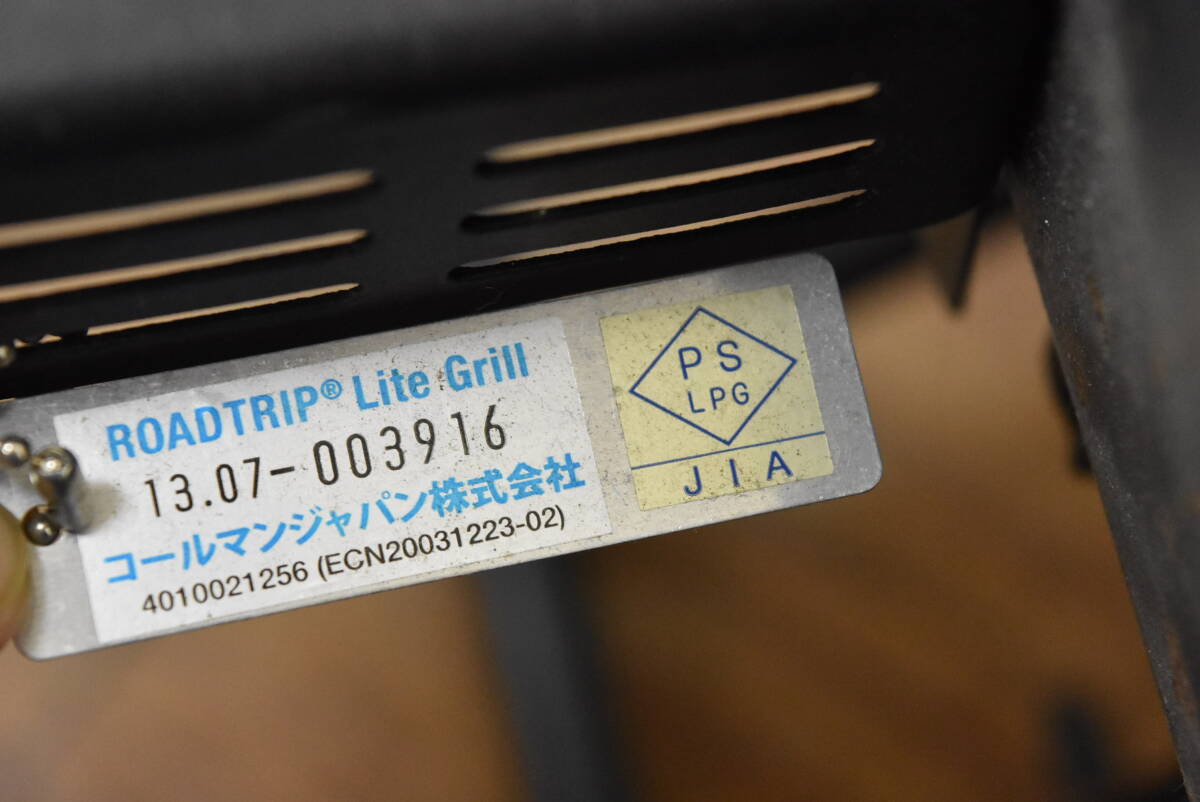 ROADTRIP® Lite Grill
13.07-003916
コールマンジャパン株式会社
4010021256 (ECN20031223-02)
PS
LPG
JIA